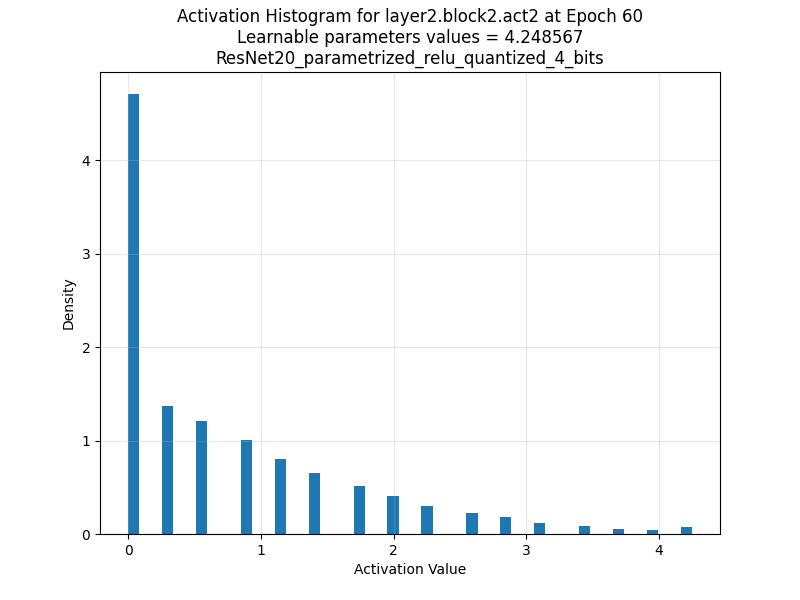 Activation Histogram for layer2.block2.act2 at Epoch 60
Learnable parameters values = 4.248567
ResNet20_parametrized_relu_quantized_4_bits
Density
4
3
2
1
0
0
1
2
3
4
Activation Value